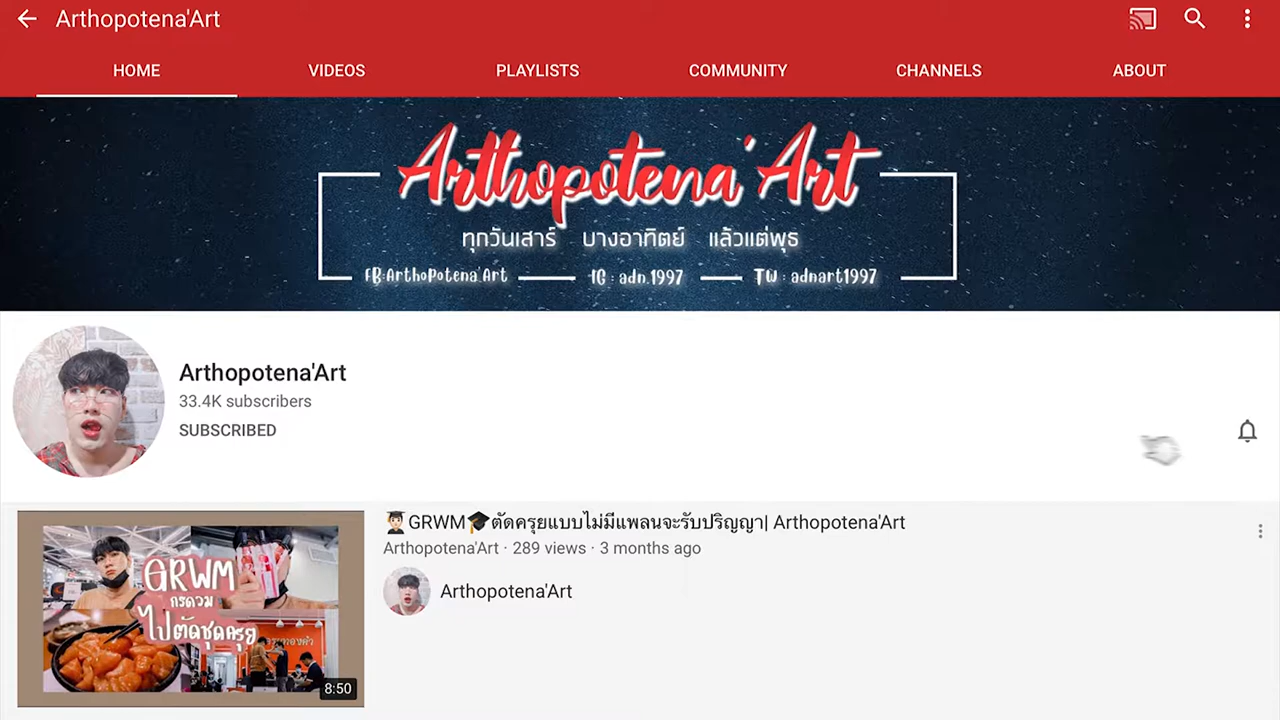 Arthopotena'Art
HOME VIDEOS PLAYLISTS COMMUNITY CHANNELS ABOUT
Arthopotena'Art
ทุกวันเสาร์ บางอาทิตย์ แล้วแต่พุธ
FB:ArthoPotena'Art IG : adn.1997 TW : adnart1997
Arthopotena'Art
33.4K subscribers
SUBSCRIBED
GRWM
กรดวม
ไปตัดชุดครุย
8:50
👨🏻‍🎓GRWM🎓ตัดครุยแบบไม่มีแพลนจะรับปริญญา| Arthopotena'Art
Arthopotena'Art · 289 views · 3 months ago
Arthopotena'Art